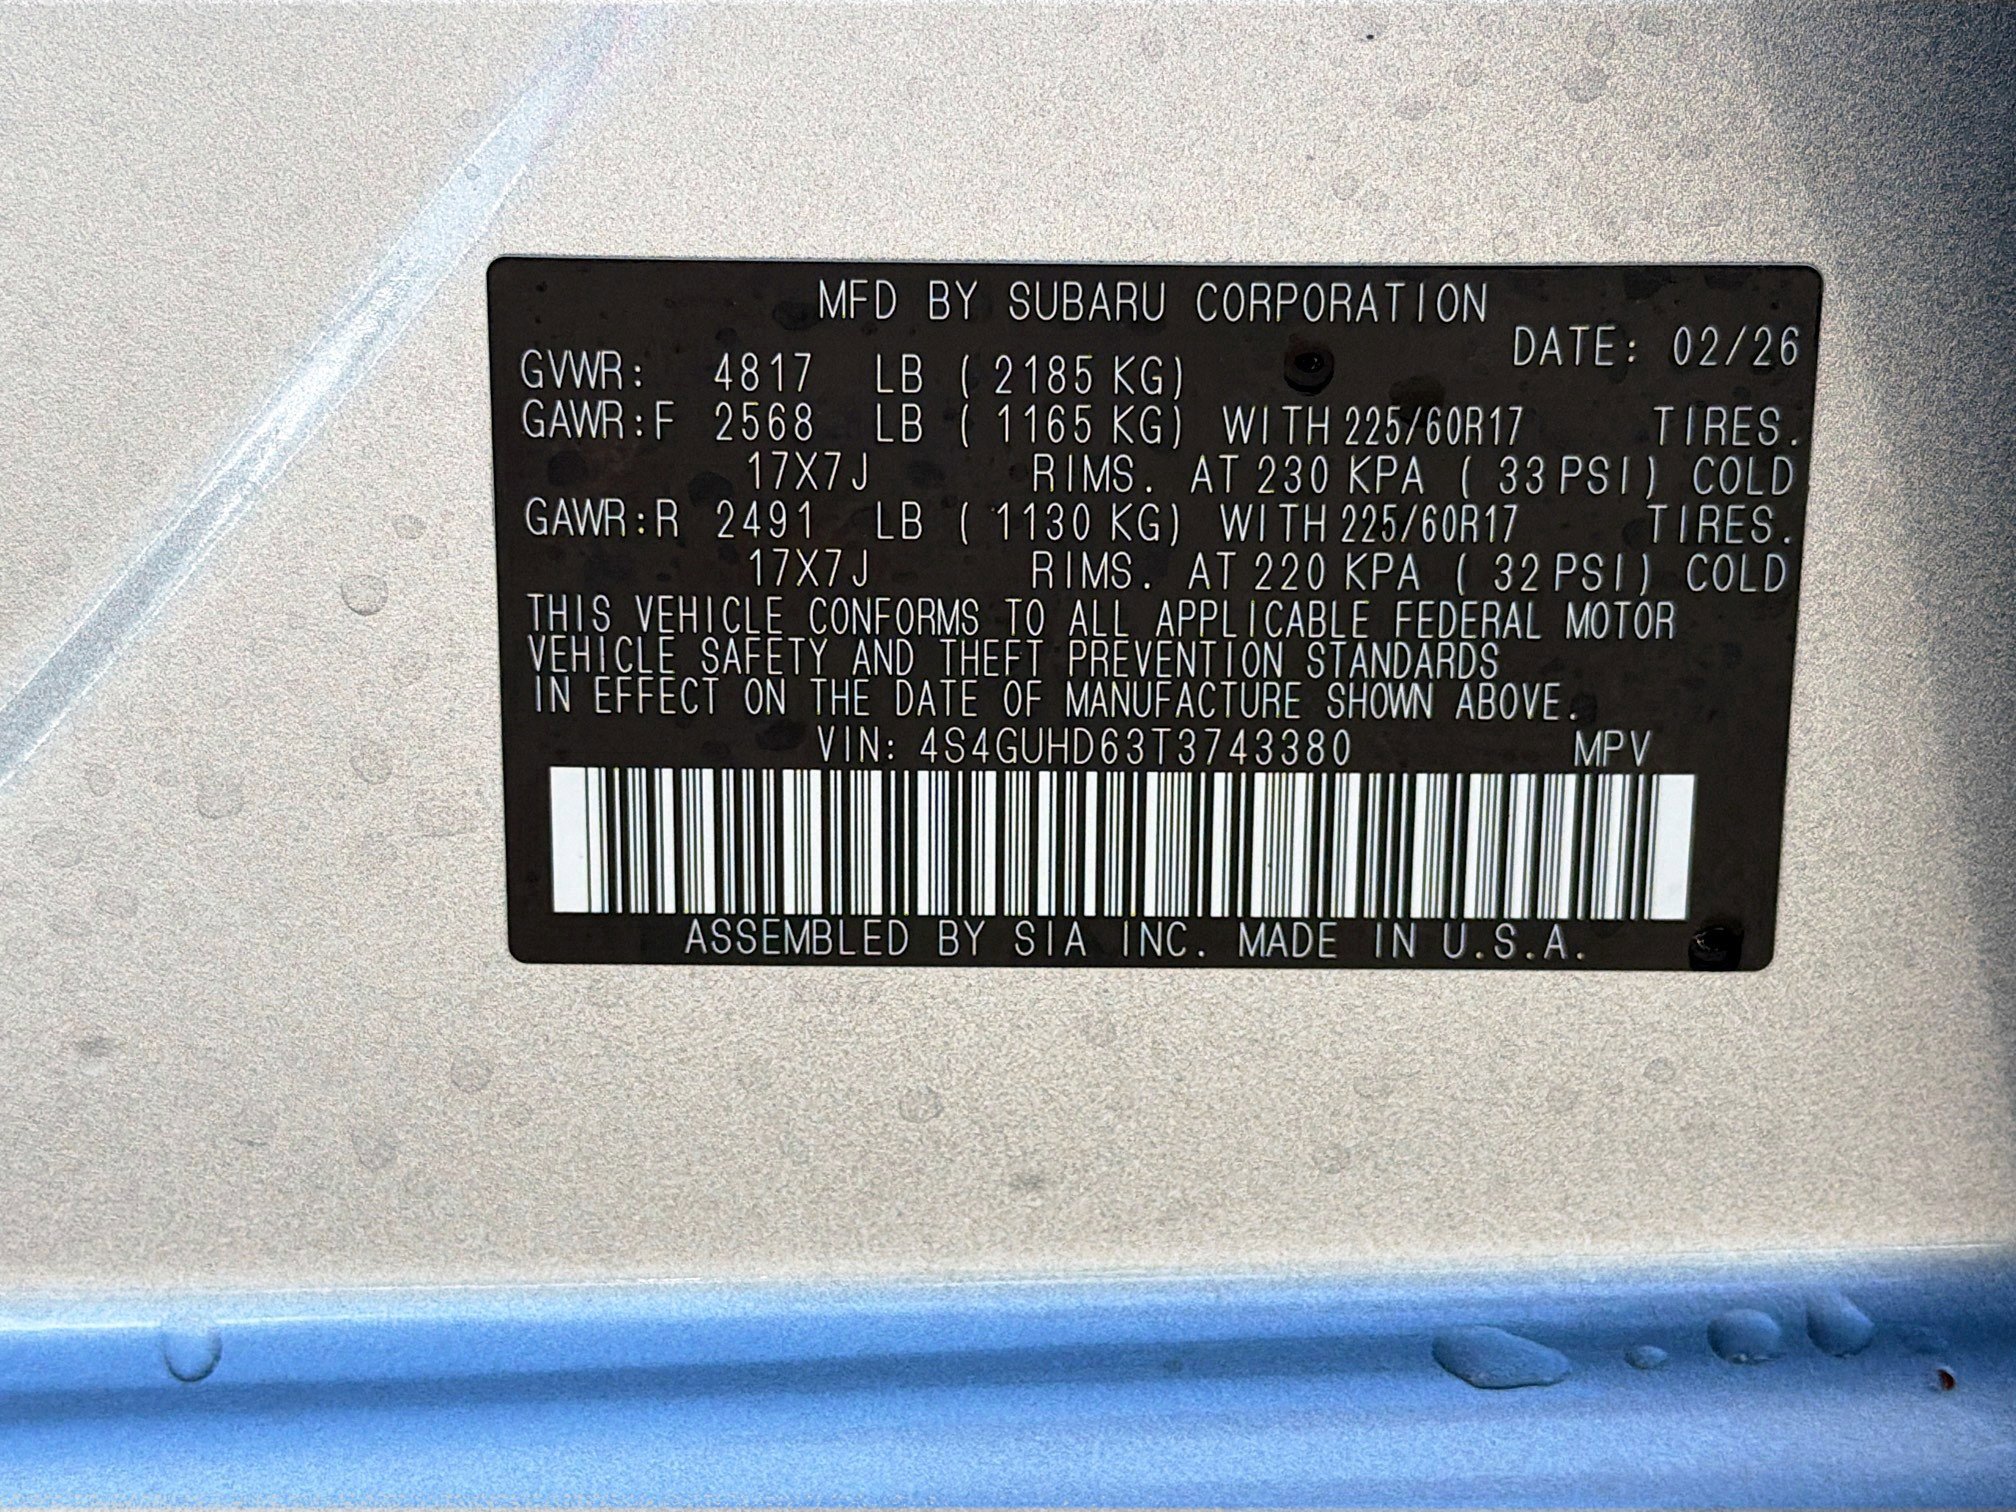 MFD BY SUBARU CORPORATION
DATE: 02/26
GVWR: 4817 LB ( 2185 KG)
GAWR:F 2568 LB ( 1165 KG) WITH 225/60R17 TIRES.
17X7J RIMS. AT 230 KPA ( 33 PSI) COLD
GAWR:R 2491 LB ( 1130 KG) WITH 225/60R17 TIRES.
17X7J RIMS. AT 220 KPA ( 32 PSI) COLD
THIS VEHICLE CONFORMS TO ALL APPLICABLE FEDERAL MOTOR
VEHICLE SAFETY AND THEFT PREVENTION STANDARDS
IN EFFECT ON THE DATE OF MANUFACTURE SHOWN ABOVE.
VIN: 4S4GUHD63T3743380 MPV
ASSEMBLED BY SIA INC. MADE IN U.S.A.